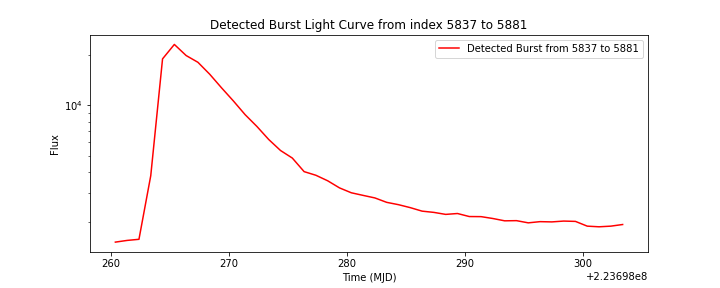 Detected Burst Light Curve from index 5837 to 5881
Detected Burst from 5837 to 5881
10^4
Flux
260 270 280 290 300
Time (MJD)
+2.23698e8